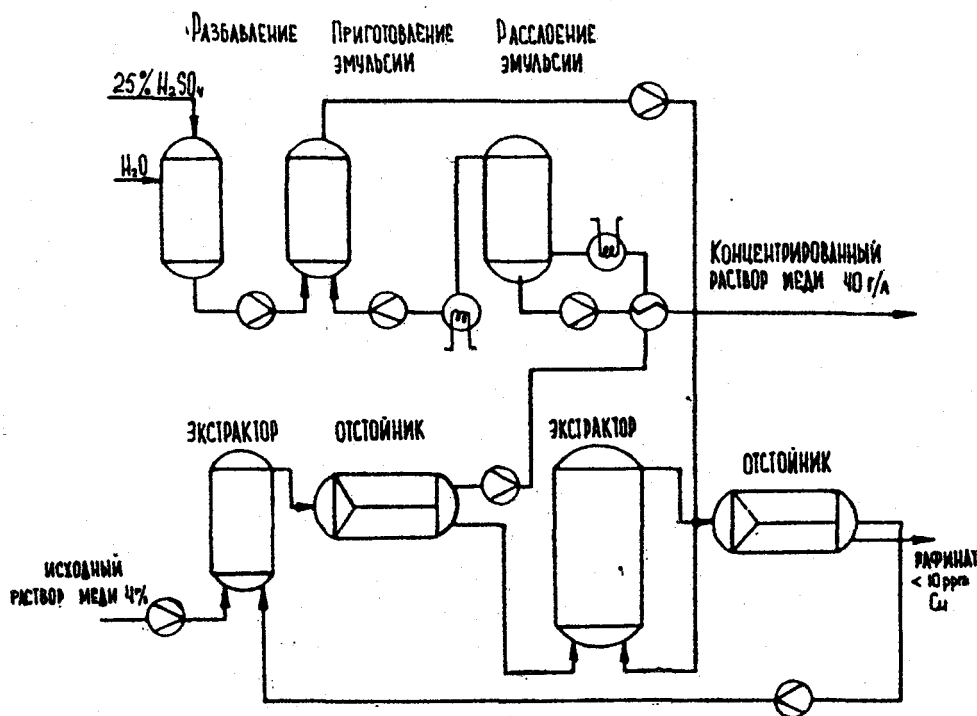 РАЗБАВЛЕНИЕ
ПРИГОТОВЛЕНИЕ
ЭМУЛЬСИИ
РАССЛОЕНИЕ
ЭМУЛЬСИИ
25% H₂SO₄
H₂O
КОНЦЕНТРИРОВАННЫЙ
РАСТВОР МЕДИ 40 г/л
ЭКСТРАКТОР
ОТСТОЙНИК
ЭКСТРАКТОР
ОТСТОЙНИК
ИСХОДНЫЙ
РАСТВОР МЕДИ 4%
РАФИНАТ
< 10 ppm
Cu